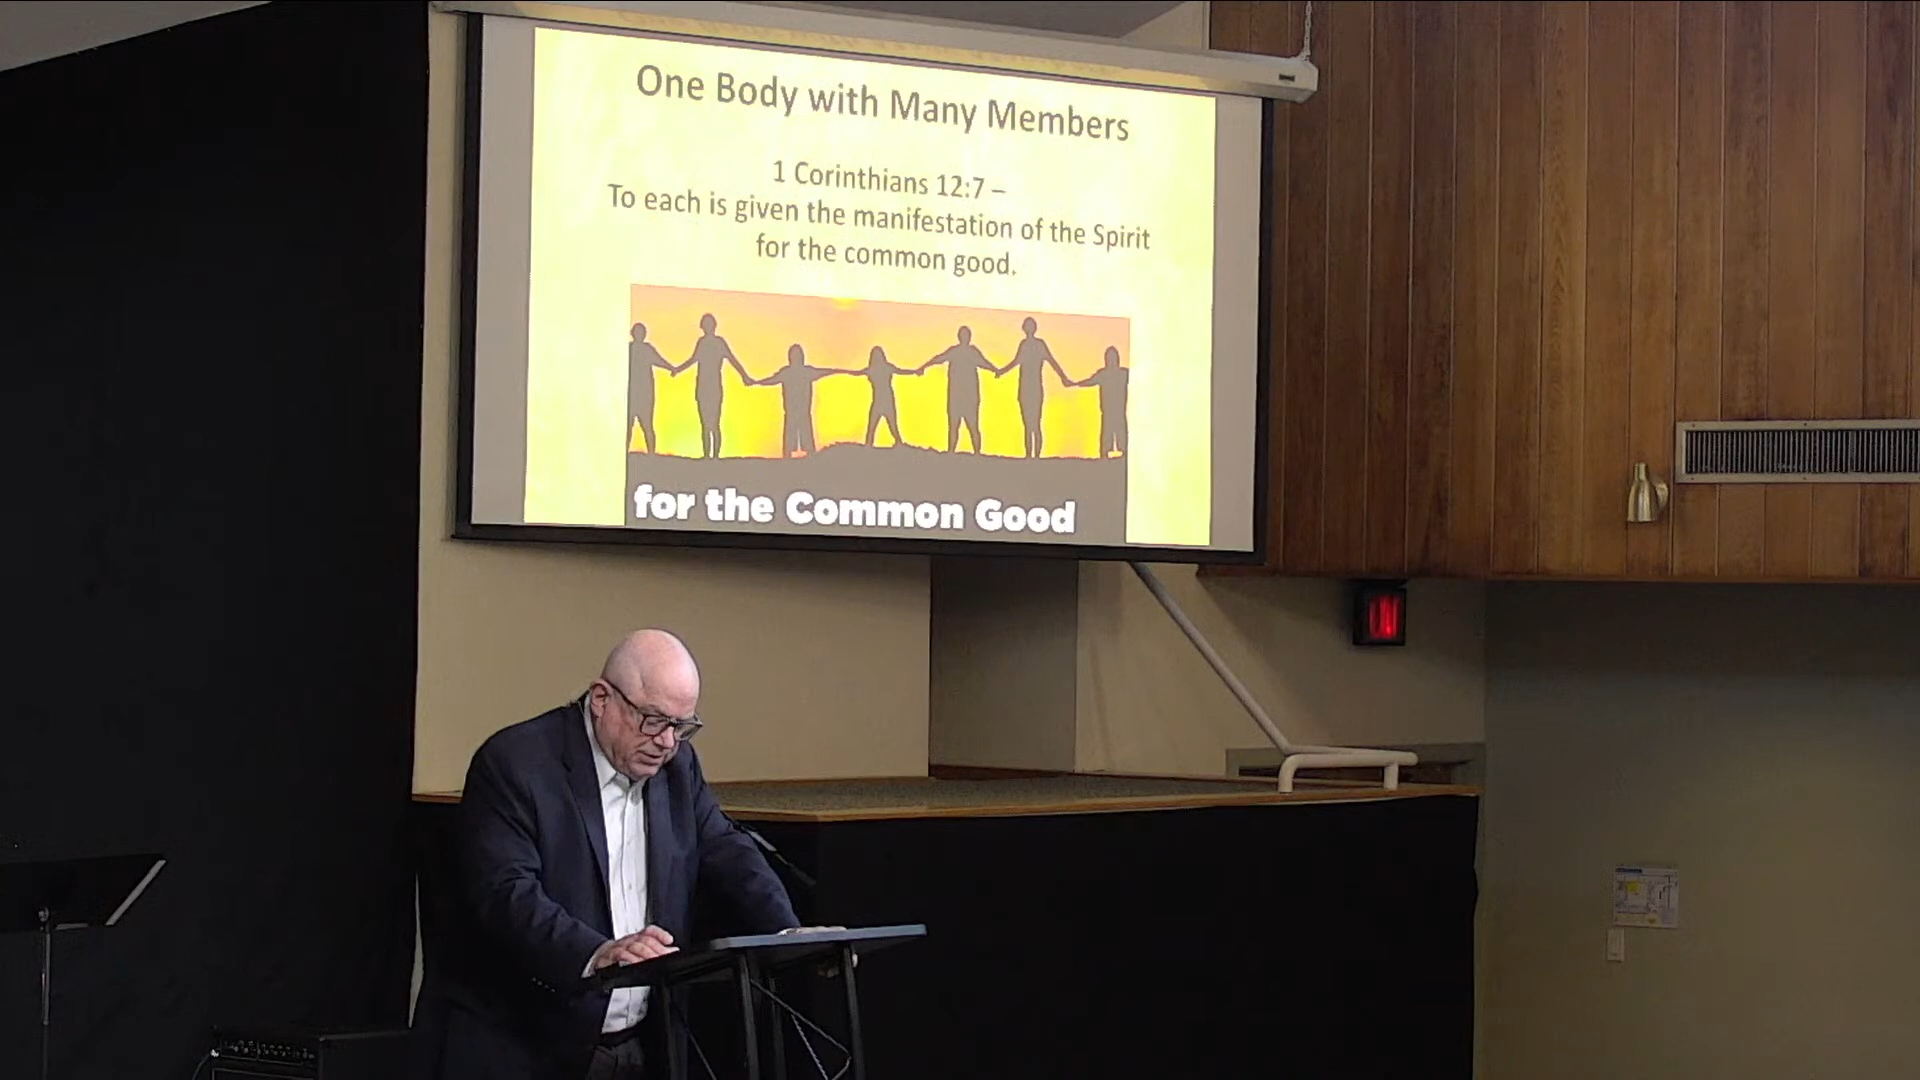 One Body with Many Members
1 Corinthians 12:7 –
To each is given the manifestation of the Spirit
for the common good.
for the Common Good